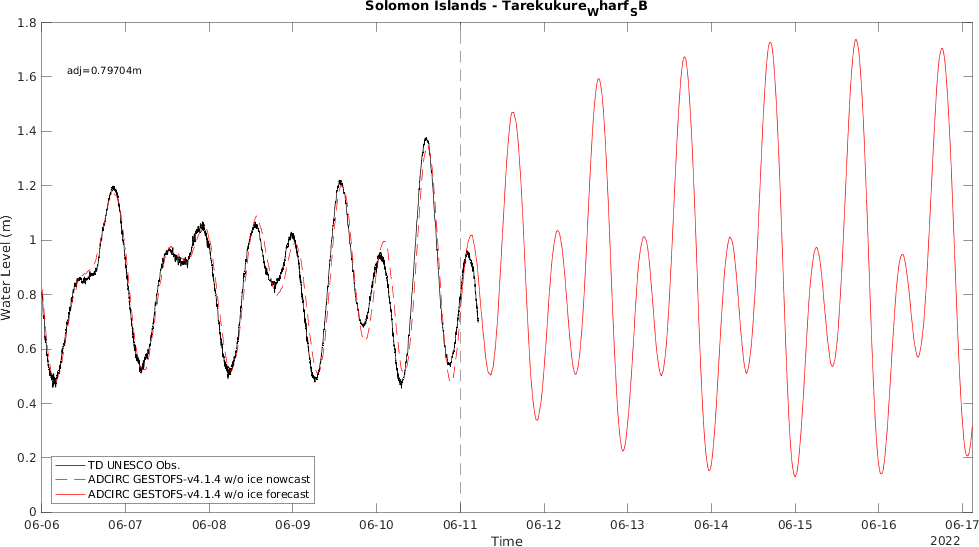 Solomon Islands - Tarekukure_Wharf_SB
1.8
1.6
1.4
1.2
1
0.8
0.6
0.4
0.2
0
Water Level (m)
adj=0.79704m
TD UNESCO Obs.
ADCIRC GESTOFS-v4.1.4 w/o ice nowcast
ADCIRC GESTOFS-v4.1.4 w/o ice forecast
06-06 06-07 06-08 06-09 06-10 06-11 06-12 06-13 06-14 06-15 06-16 06-17
Time
2022